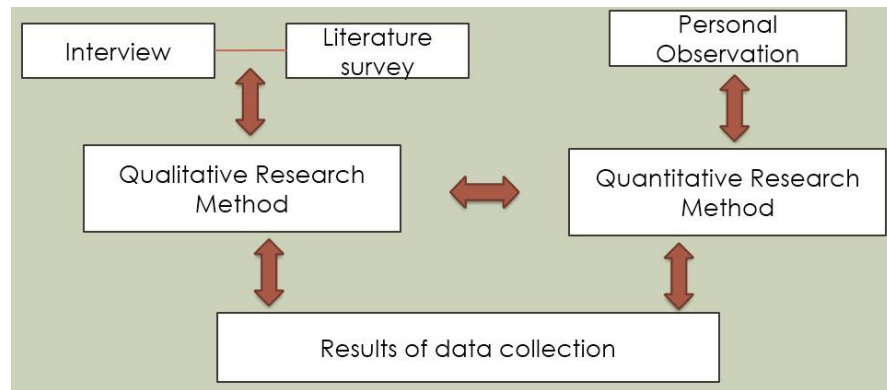 Interview
Literature
survey
Personal
Observation
Qualitative Research
Method
Quantitative Research
Method
Results of data collection